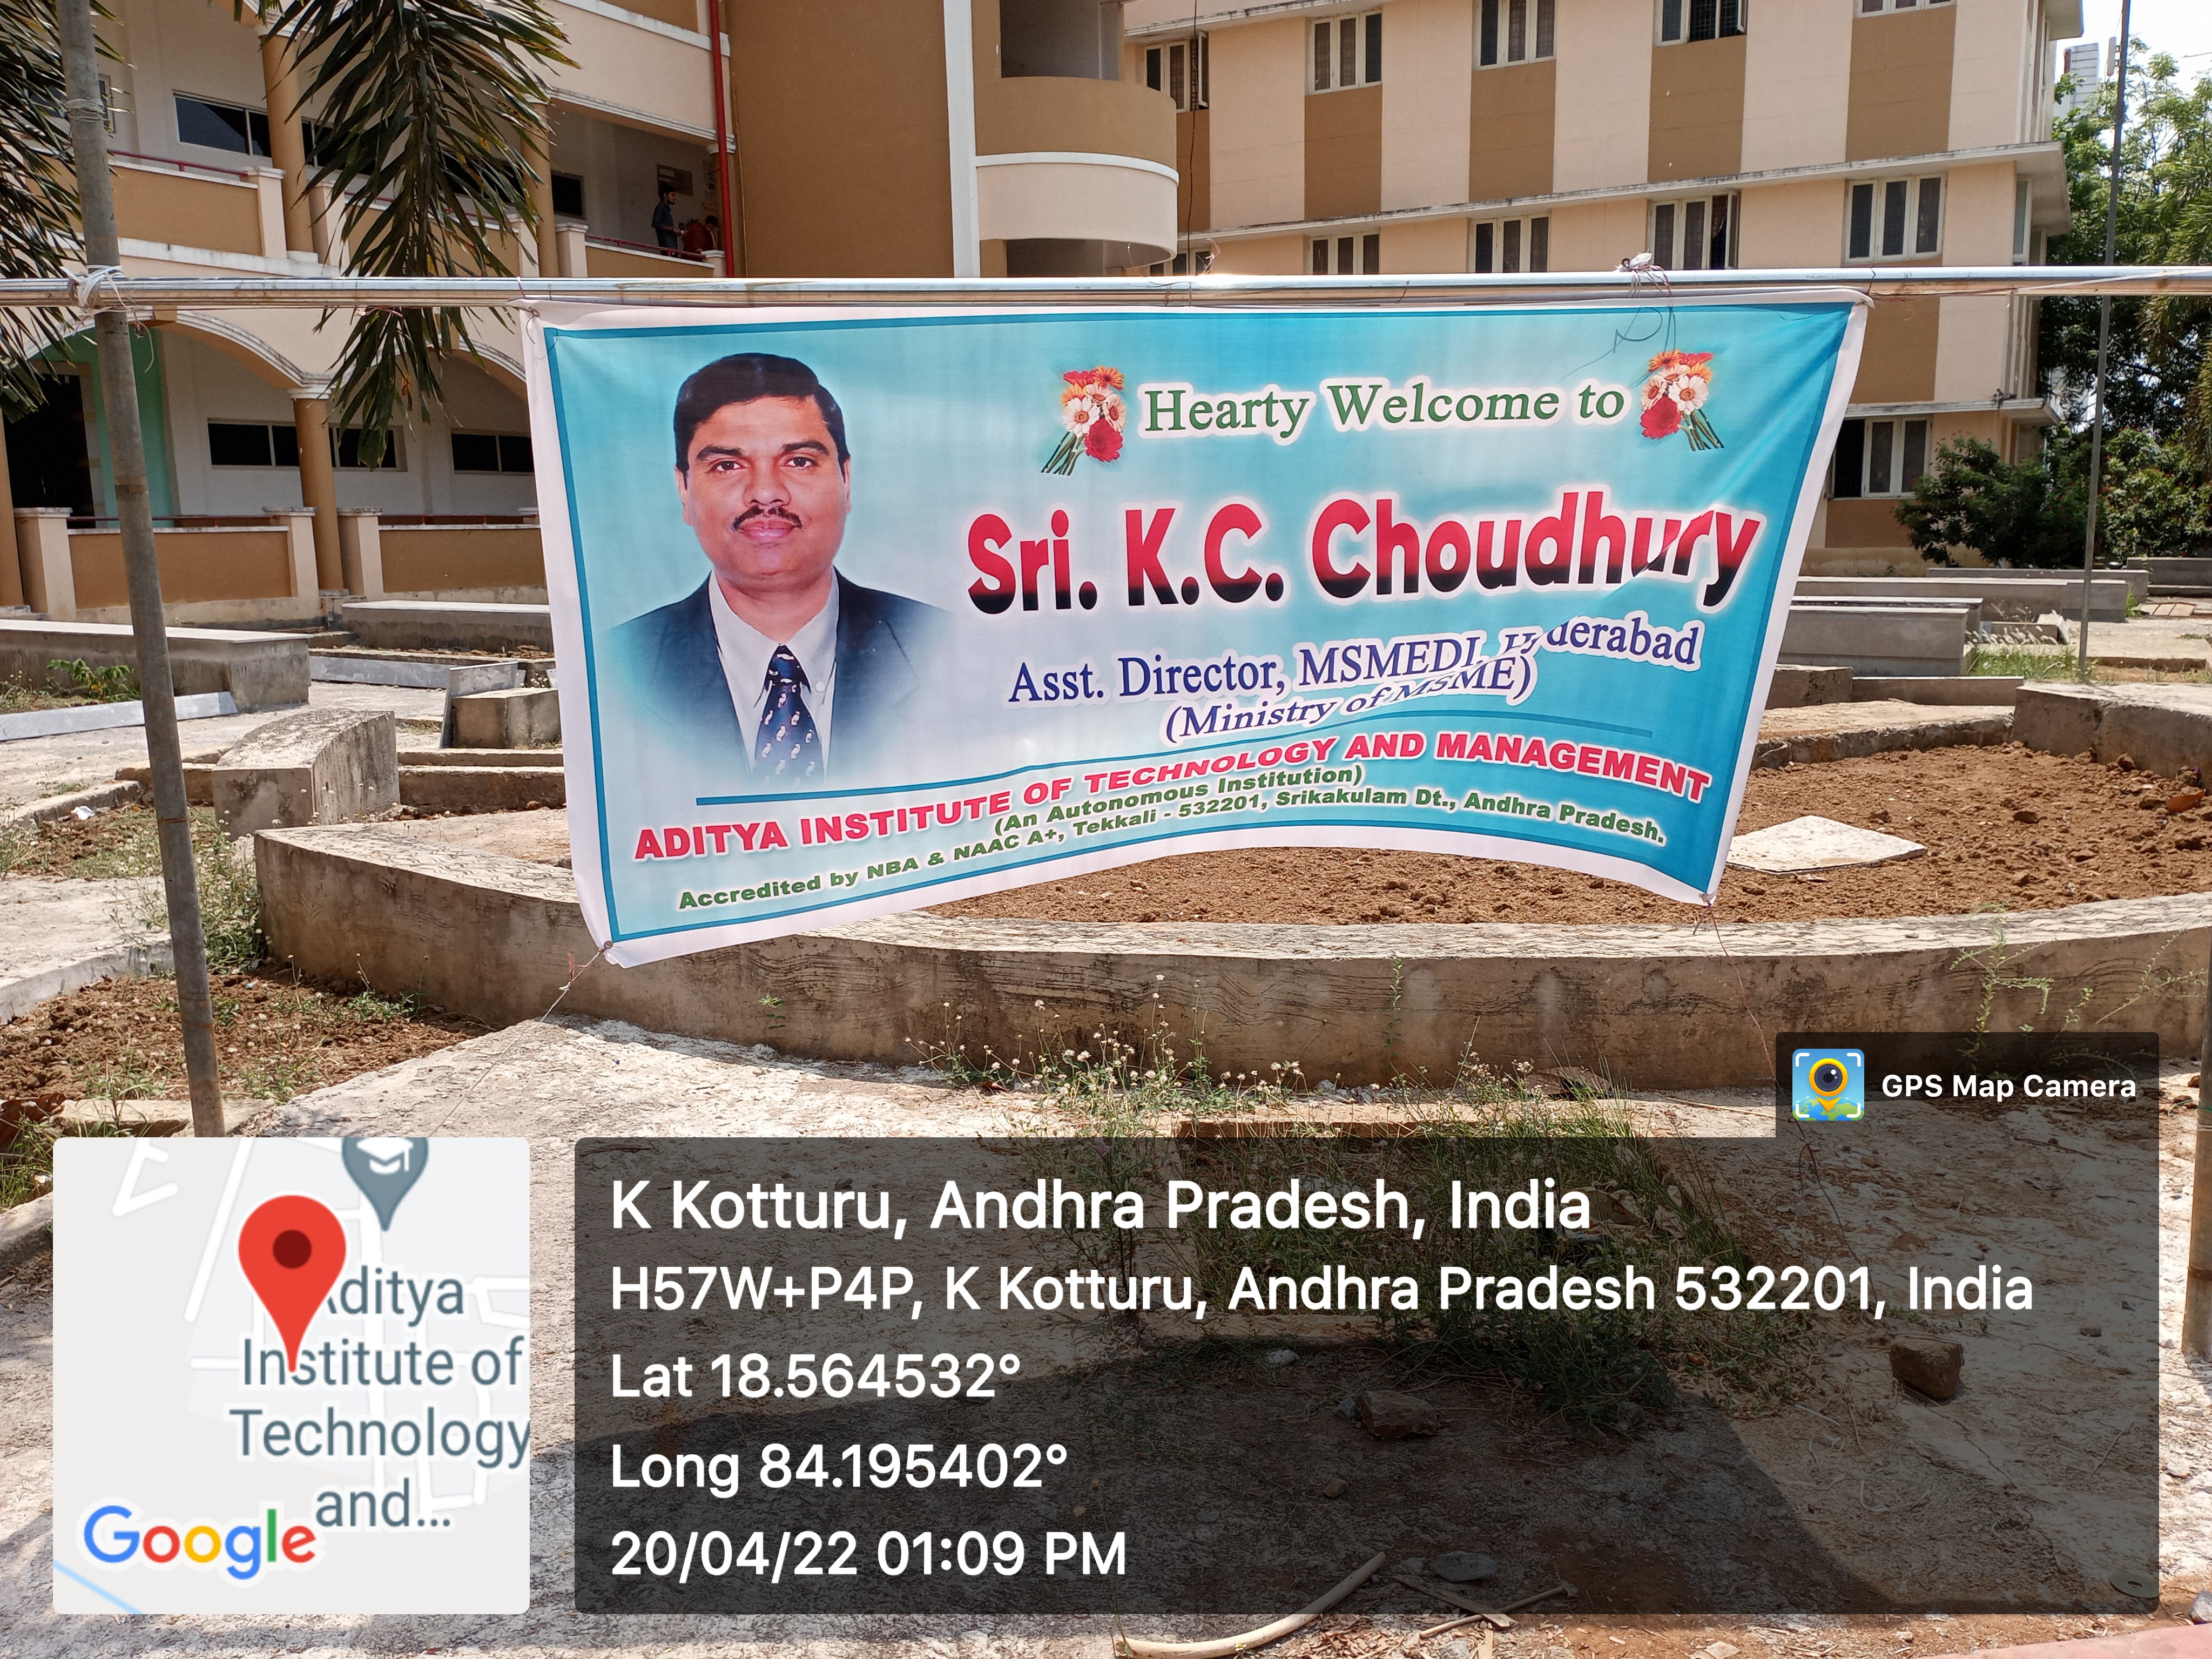 Hearty Welcome to
Sri. K.C. Choudhury
Asst. Director, MSMEDI, Hyderabad
(Ministry of MSME)
ADITYA INSTITUTE OF TECHNOLOGY AND MANAGEMENT
(An Autonomous Institution)
Accredited by NBA & NAAC A+, Tekkali - 532201, Srikakulam Dt., Andhra Pradesh.
GPS Map Camera
Aditya
Institute of
Technology
and...
Google
K Kotturu, Andhra Pradesh, India
H57W+P4P, K Kotturu, Andhra Pradesh 532201, India
Lat 18.564532°
Long 84.195402°
20/04/22 01:09 PM